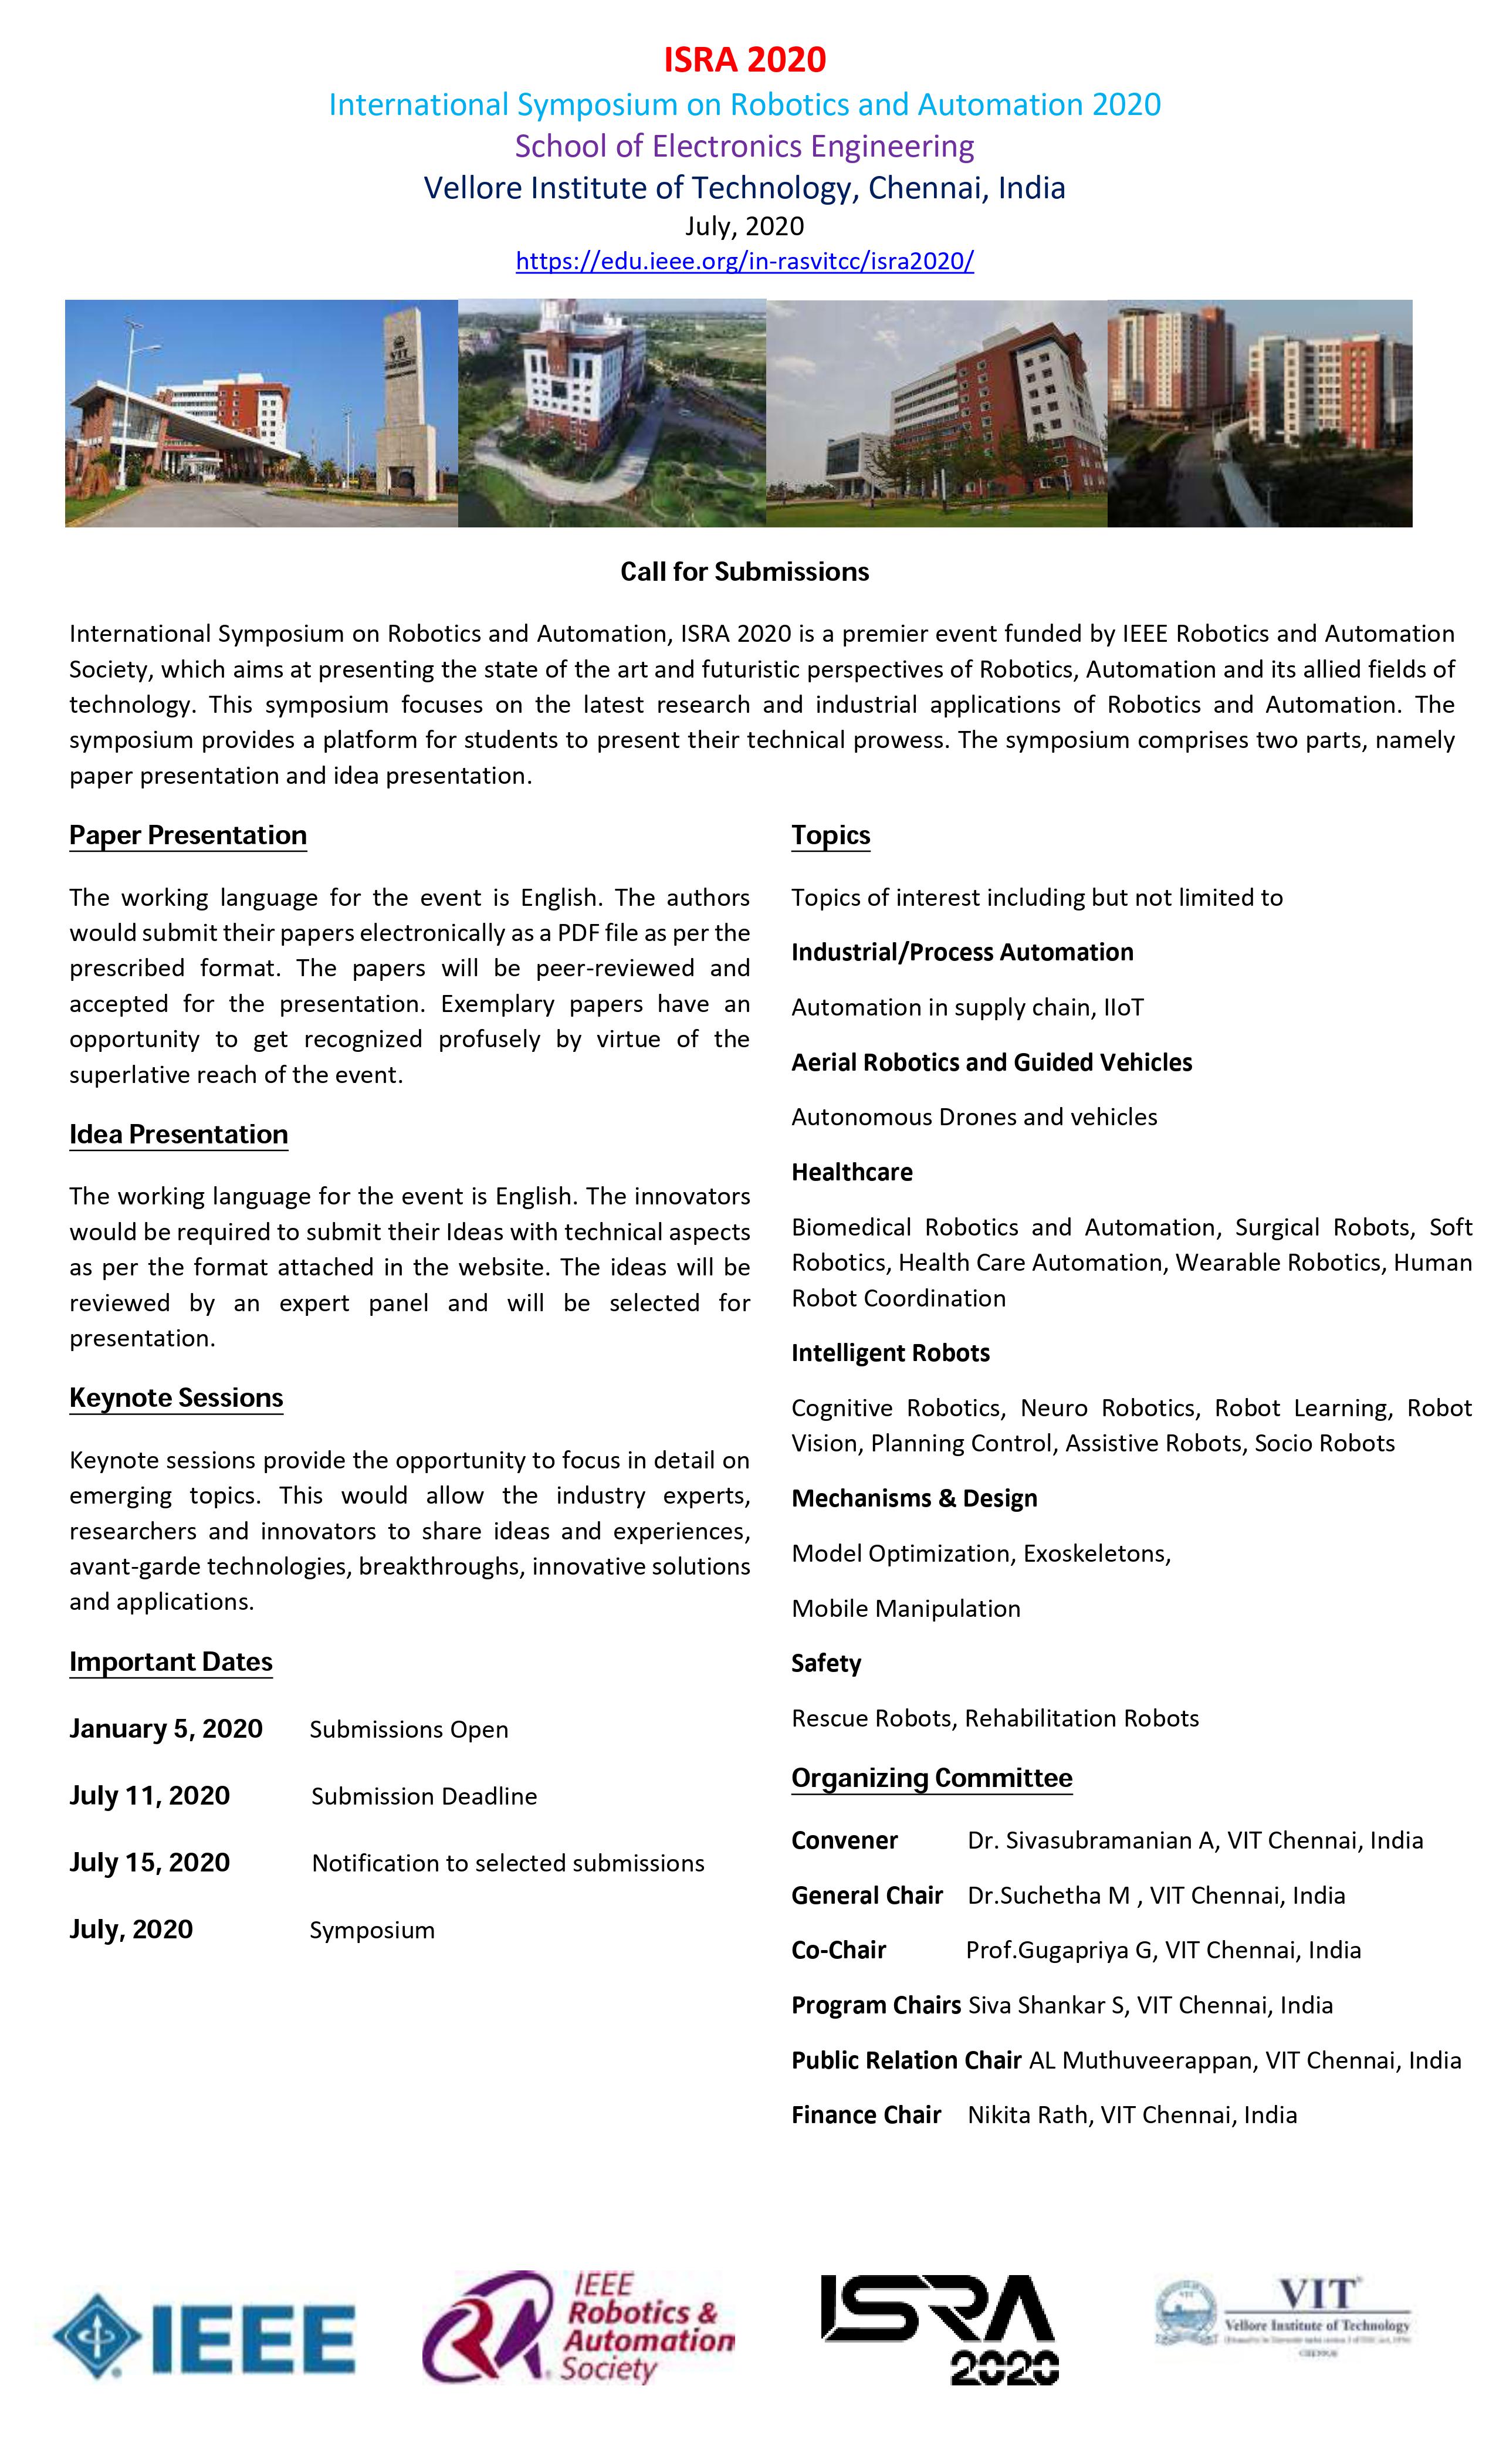 ISRA 2020
International Symposium on Robotics and Automation 2020
School of Electronics Engineering
Vellore Institute of Technology, Chennai, India
July, 2020
https://edu.ieee.org/in-rasvitcc/isra2020/
VIT
Call for Submissions
International Symposium on Robotics and Automation, ISRA 2020 is a premier event funded by IEEE Robotics and Automation
Society, which aims at presenting the state of the art and futuristic perspectives of Robotics, Automation and its allied fields of
technology. This symposium focuses on the latest research and industrial applications of Robotics and Automation. The
symposium provides a platform for students to present their technical prowess. The symposium comprises two parts, namely
paper presentation and idea presentation.
Paper Presentation
The working language for the event is English. The authors
would submit their papers electronically as a PDF file as per the
prescribed format. The papers will be peer-reviewed and
accepted for the presentation. Exemplary papers have an
opportunity to get recognized profusely by virtue of the
superlative reach of the event.
Idea Presentation
The working language for the event is English. The innovators
would be required to submit their Ideas with technical aspects
as per the format attached in the website. The ideas will be
reviewed by an expert panel and will be selected for
presentation.
Keynote Sessions
Keynote sessions provide the opportunity to focus in detail on
emerging topics. This would allow the industry experts,
researchers and innovators to share ideas and experiences,
avant-garde technologies, breakthroughs, innovative solutions
and applications.
Important Dates
January 5, 2020 Submissions Open
July 11, 2020 Submission Deadline
July 15, 2020 Notification to selected submissions
July, 2020 Symposium
Topics
Topics of interest including but not limited to
Industrial/Process Automation
Automation in supply chain, IIoT
Aerial Robotics and Guided Vehicles
Autonomous Drones and vehicles
Healthcare
Biomedical Robotics and Automation, Surgical Robots, Soft
Robotics, Health Care Automation, Wearable Robotics, Human
Robot Coordination
Intelligent Robots
Cognitive Robotics, Neuro Robotics, Robot Learning, Robot
Vision, Planning Control, Assistive Robots, Socio Robots
Mechanisms & Design
Model Optimization, Exoskeletons,
Mobile Manipulation
Safety
Rescue Robots, Rehabilitation Robots
Organizing Committee
Convener Dr. Sivasubramanian A, VIT Chennai, India
General Chair Dr.Suchetha M , VIT Chennai, India
Co-Chair Prof.Gugapriya G, VIT Chennai, India
Program Chairs Siva Shankar S, VIT Chennai, India
Public Relation Chair AL Muthuveerappan, VIT Chennai, India
Finance Chair Nikita Rath, VIT Chennai, India
IEEE
IEEE
Robotics &
Automation
Society
ISRA
2020
VIT
Vellore Institute of Technology
CHENNAI